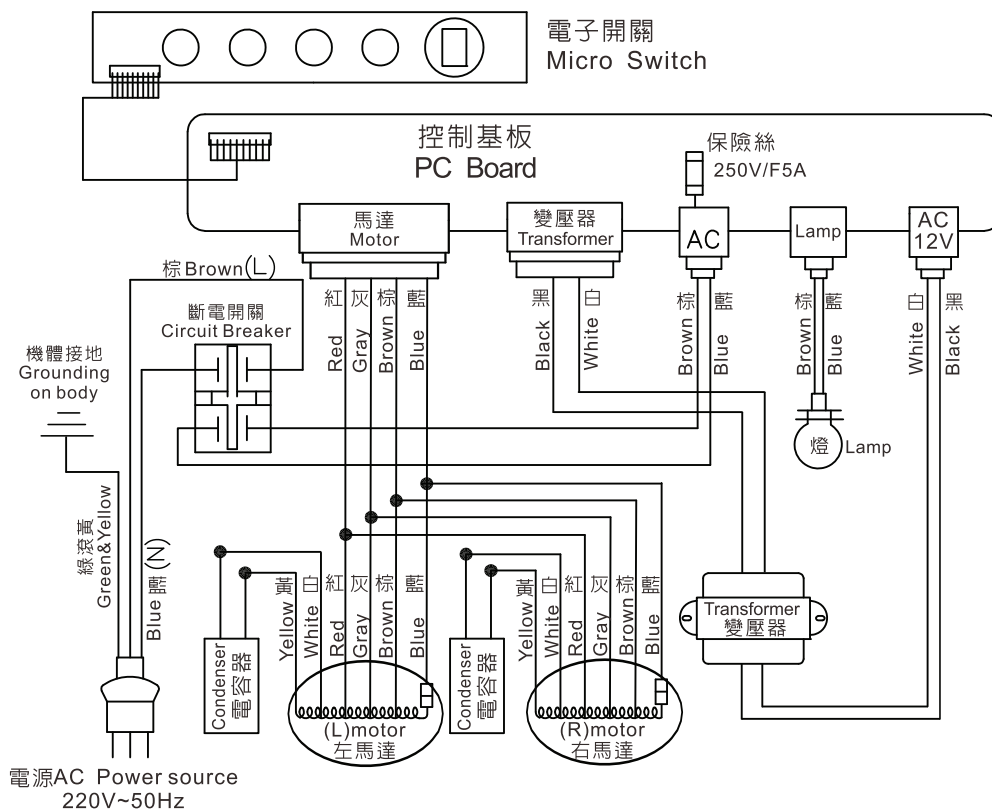 電子開關
Micro Switch
控制基板
PC Board
保險絲
250V/F5A
馬達
Motor
變壓器
Transformer
AC
Lamp
AC
12V
棕Brown(L)
斷電開關
Circuit Breaker
機體接地
Grounding
on body
紅 Red
灰 Gray
棕 Brown
藍 Blue
黑 Black
白 White
棕 Brown
藍 Blue
棕 Brown
藍 Blue
白 White
黑 Black
燈
Lamp
綠滾黃
Green&Yellow
Blue 藍(N)
黃 Yellow
白 White
紅 Red
灰 Gray
棕 Brown
藍 Blue
黃 Yellow
白 White
紅 Red
灰 Gray
棕 Brown
藍 Blue
Condenser
電容器
Condenser
電容器
Transformer
變壓器
(L)motor
左馬達
(R)motor
右馬達
電源AC Power source
220V~50Hz